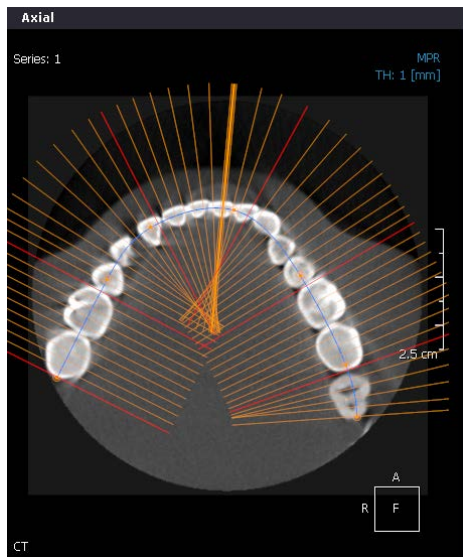 Axial
Series: 1
MPR
TH: 1 [mm]
2.5 cm
A
R
F
CT